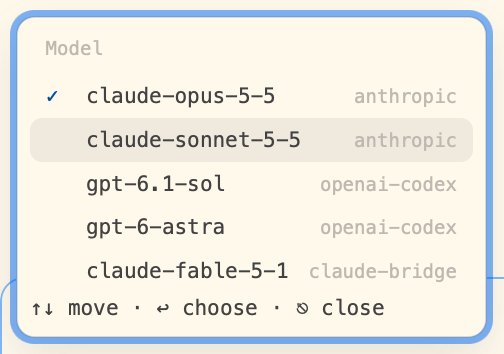 Model
✓ claude-opus-5-5 anthropic
claude-sonnet-5-5 anthropic
gpt-6.1-sol openai-codex
gpt-6-astra openai-codex
claude-fable-5-1 claude-bridge
↑↓ move · ↩ choose · ⎋ close